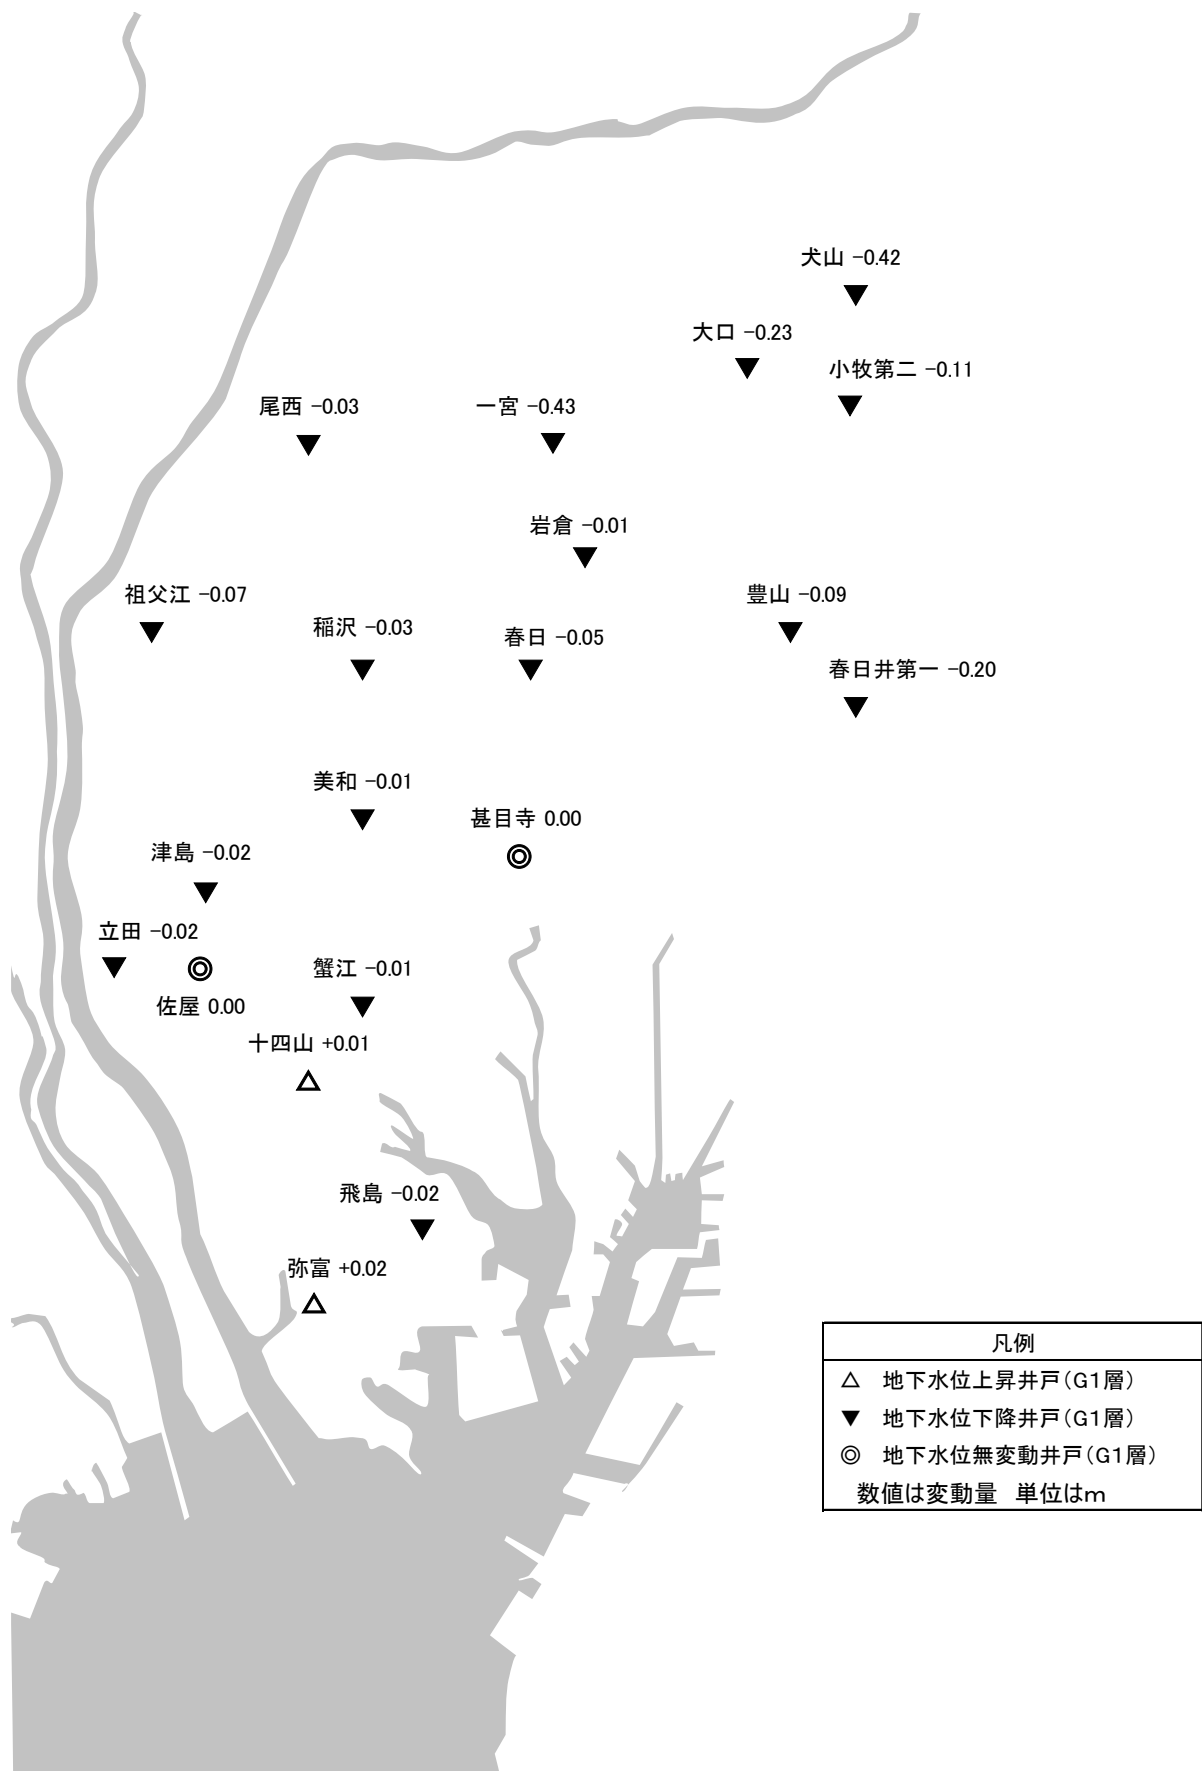 犬山 −0.42
大口 −0.23
小牧第二 −0.11
尾西 −0.03
一宮 −0.43
岩倉 −0.01
祖父江 −0.07
豊山 −0.09
稲沢 −0.03
春日 −0.05
春日井第一 −0.20
美和 −0.01
甚目寺 0.00
津島 −0.02
立田 −0.02
蟹江 −0.01
佐屋 0.00
十四山 +0.01
飛島 −0.02
弥富 +0.02
凡例
△ 地下水位上昇井戸(G1層)
▼ 地下水位下降井戸(G1層)
◎ 地下水位無変動井戸(G1層)
数値は変動量 単位はm